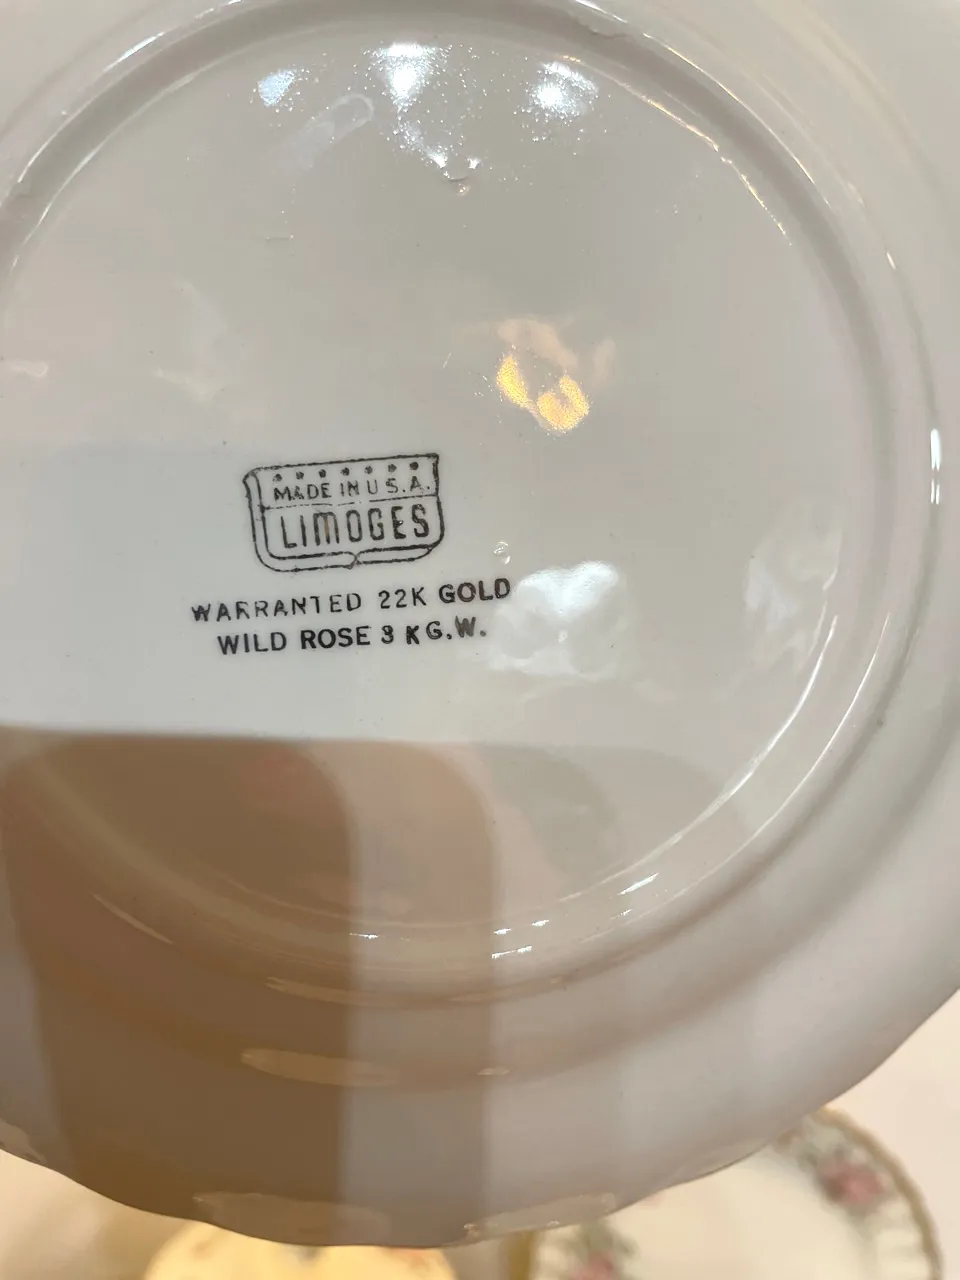 MADE IN U.S.A.
LIMOGES
WARRANTED 22K GOLD
WILD ROSE 3 K G.W.